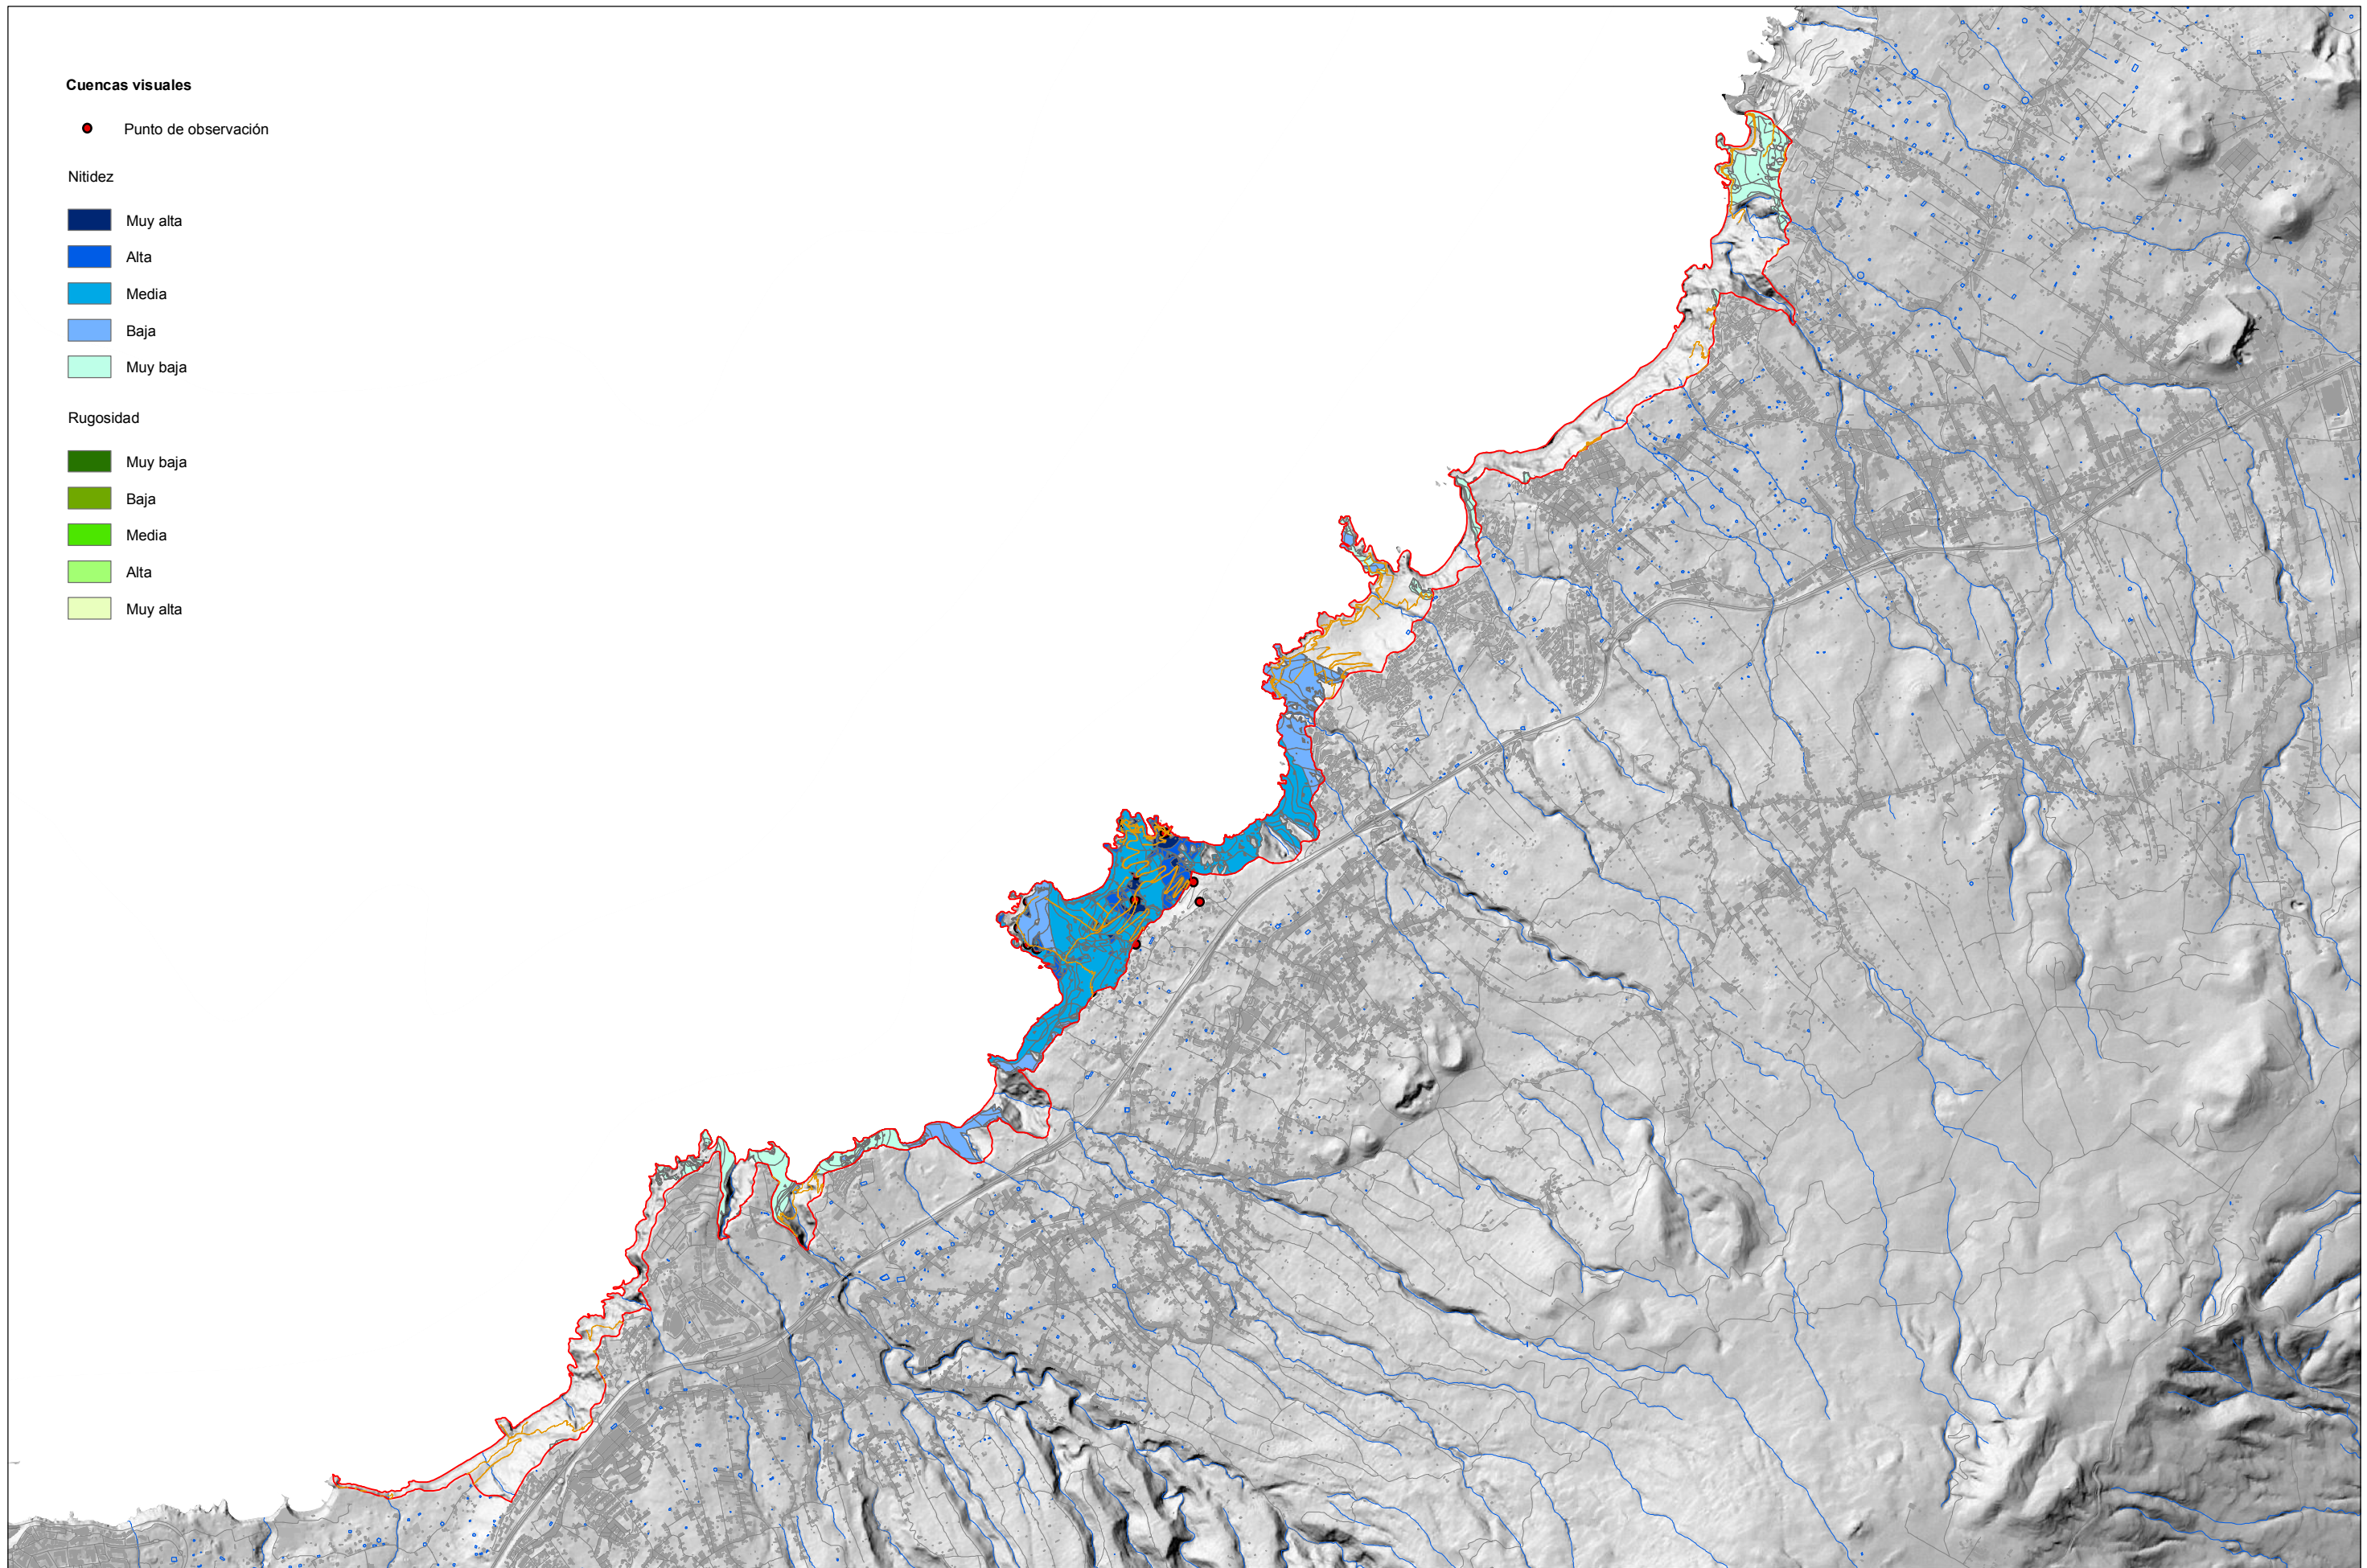 Cuencas visuales
Punto de observación
Nitidez
Muy alta
Alta
Media
Baja
Muy baja
Rugosidad
Muy baja
Baja
Media
Alta
Muy alta